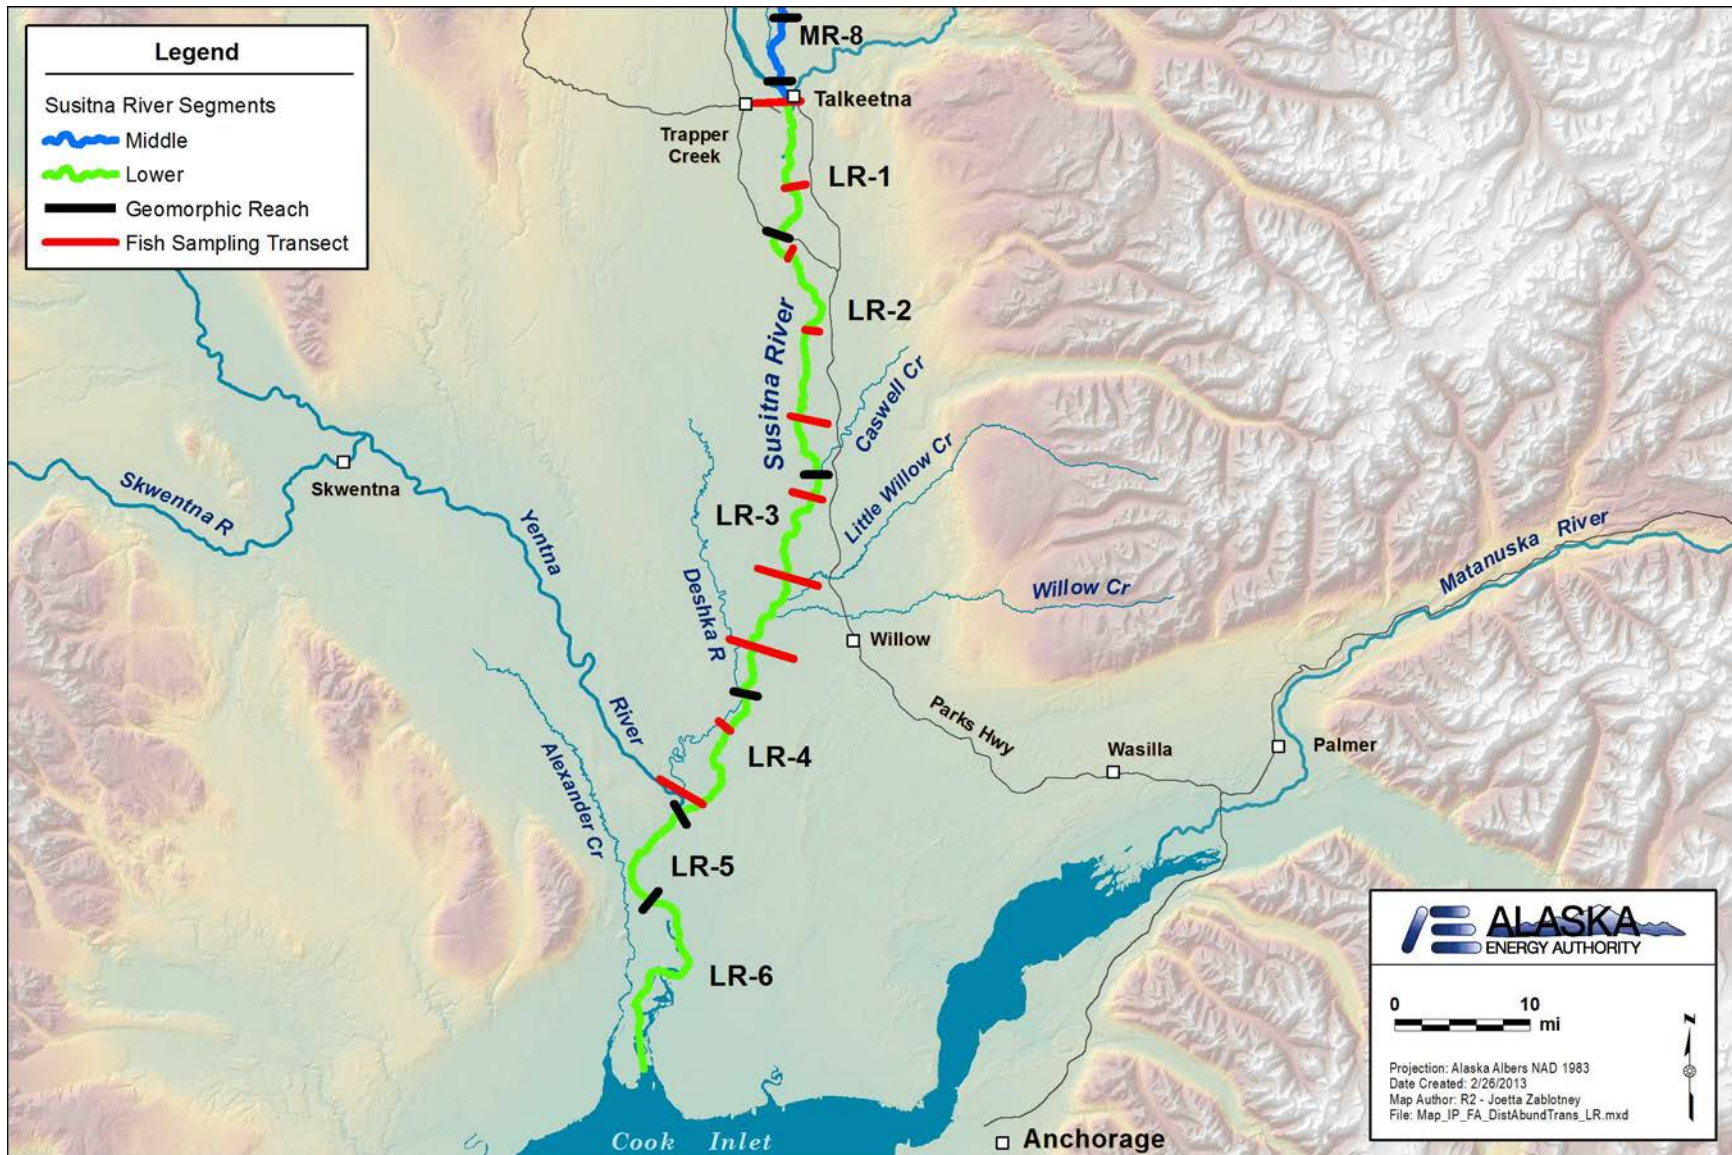 Legend
Susitna River Segments
Middle
Lower
Geomorphic Reach
Fish Sampling Transect
MR-8
Talkeetna
Trapper
Creek
LR-1
LR-2
Susitna River
Caswell Cr
Little Willow Cr
LR-3
Skwentna
Skwentna R
Yentna
River
Deshka R
Willow Cr
Willow
Matanuska River
Parks Hwy
Wasilla
Palmer
LR-4
Alexander Cr
LR-5
LR-6
Cook Inlet
Anchorage
ALASKA
ENERGY AUTHORITY
0 10
mi
N
Projection: Alaska Albers NAD 1983
Date Created: 2/26/2013
Map Author: R2 - Joetta Zablotney
File: Map_IP_FA_DistAbundTrans_LR.mxd